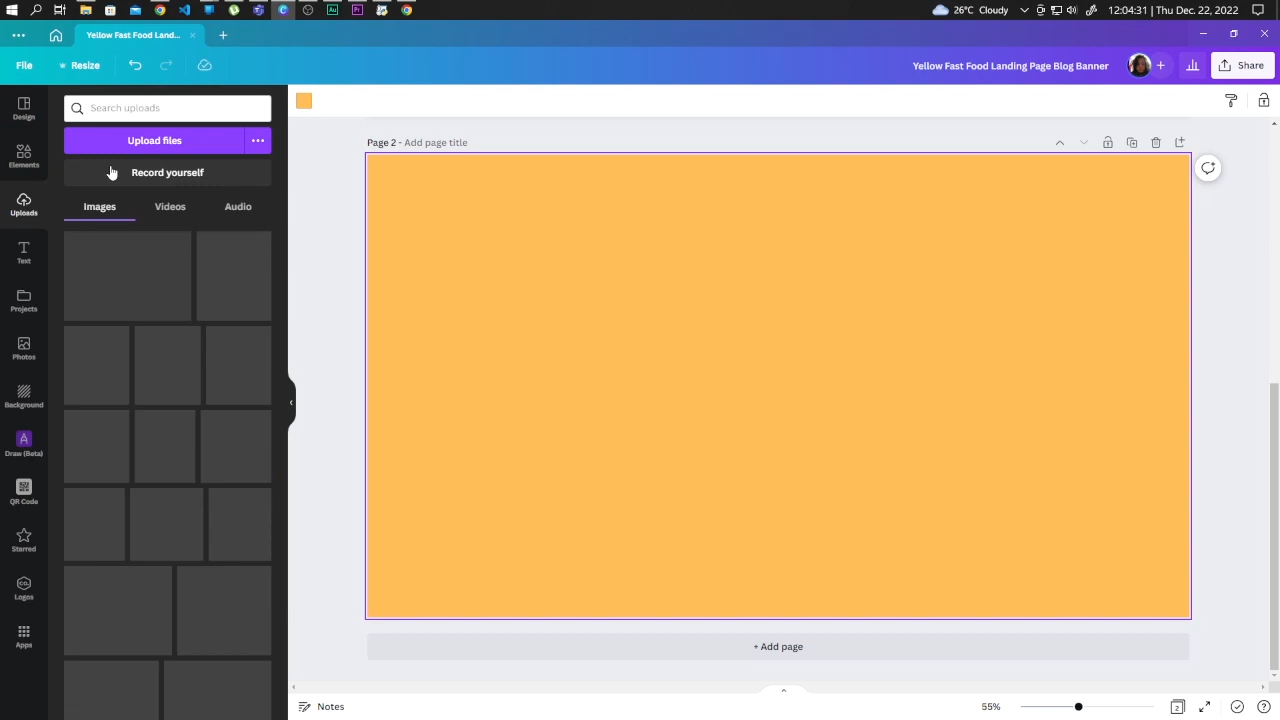 26°C Cloudy
12:04:31 | Thu Dec 22, 2022
Yellow Fast Food Land...
File
Resize
Yellow Fast Food Landing Page Blog Banner
Share
Design
Elements
Uploads
Text
Projects
Photos
Background
Draw (Beta)
QR Code
Starred
Logos
Apps
Search uploads
Upload files
Record yourself
Images
Videos
Audio
Page 2 - Add page title
+ Add page
Notes
55%
2